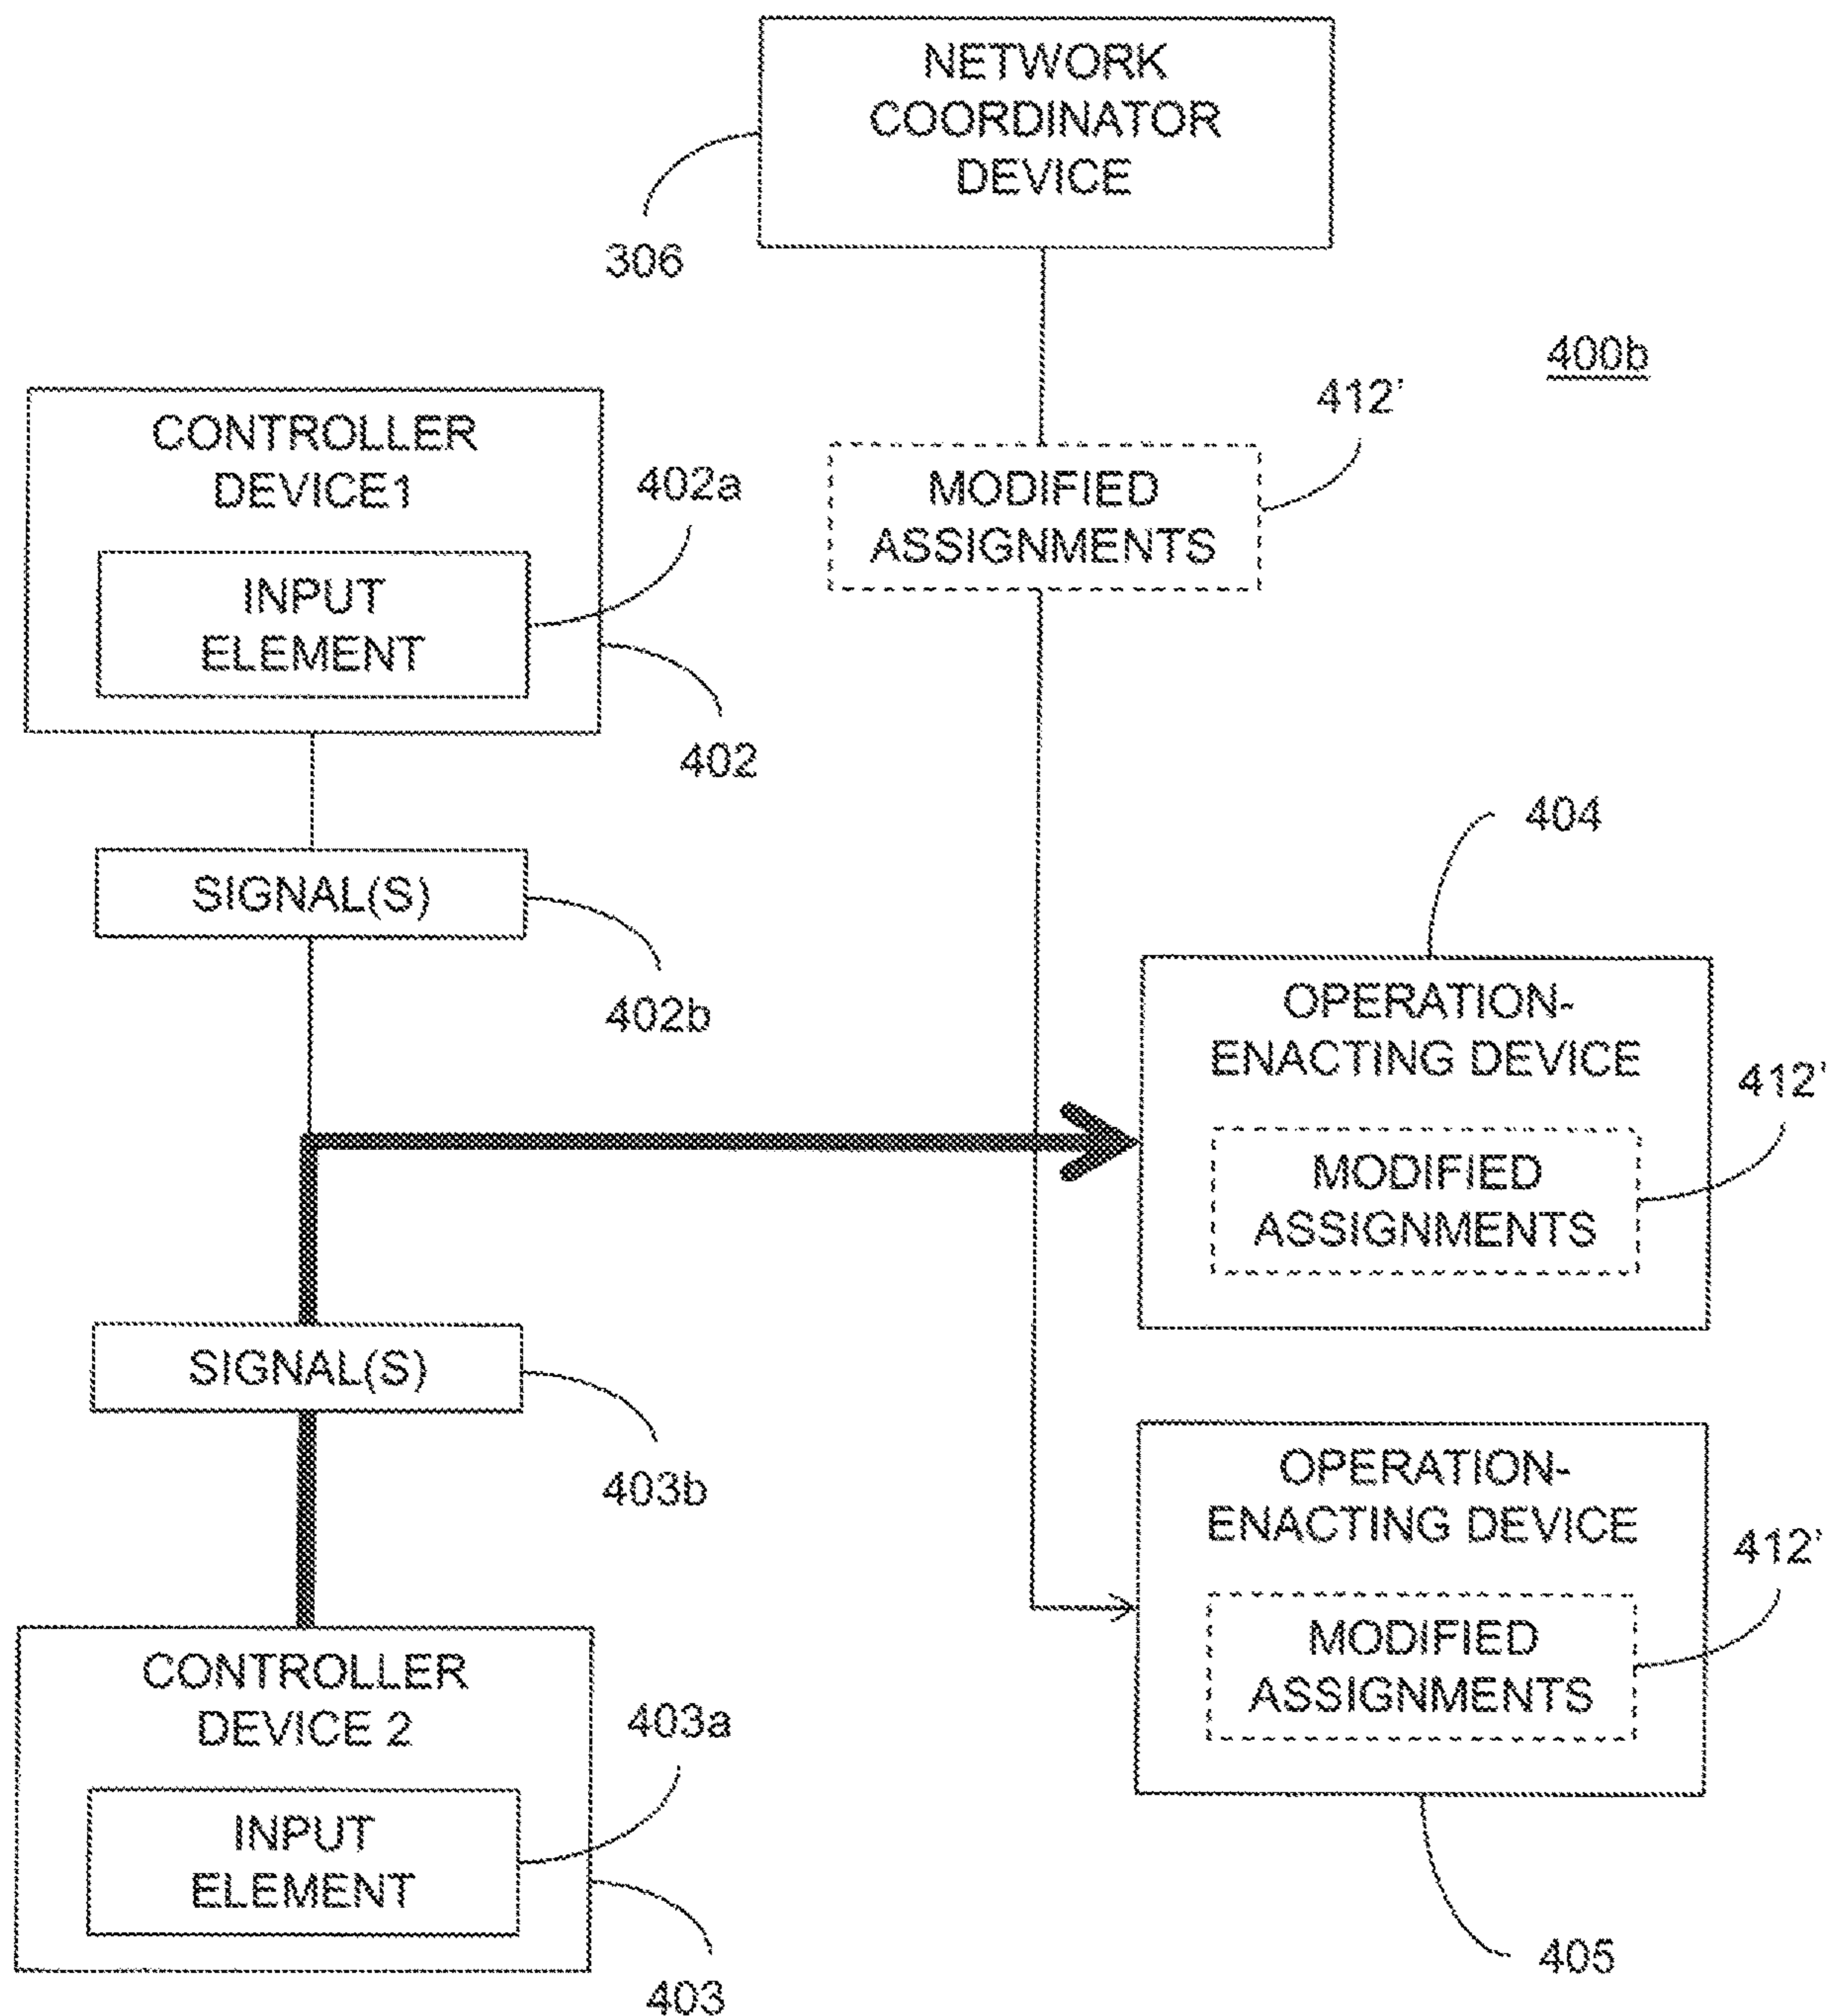 NETWORK
COORDINATOR
DEVICE
306
400b
412'
CONTROLLER
DEVICE1
402a
MODIFIED
ASSIGNMENTS
INPUT
ELEMENT
402
404
SIGNAL(S)
402b
OPERATION-
ENACTING DEVICE
412'
MODIFIED
ASSIGNMENTS
SIGNAL(S)
403b
OPERATION-
ENACTING DEVICE
412'
MODIFIED
ASSIGNMENTS
CONTROLLER
DEVICE 2
403a
INPUT
ELEMENT
405
403